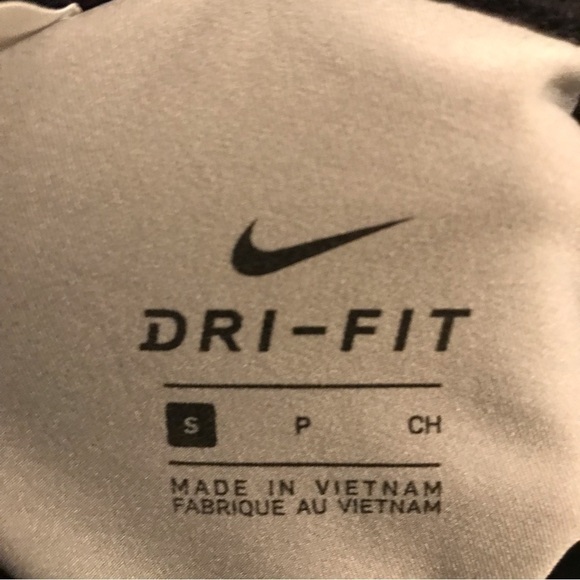 DRI-FIT
S P CH
MADE IN VIETNAM
FABRIQUE AU VIETNAM